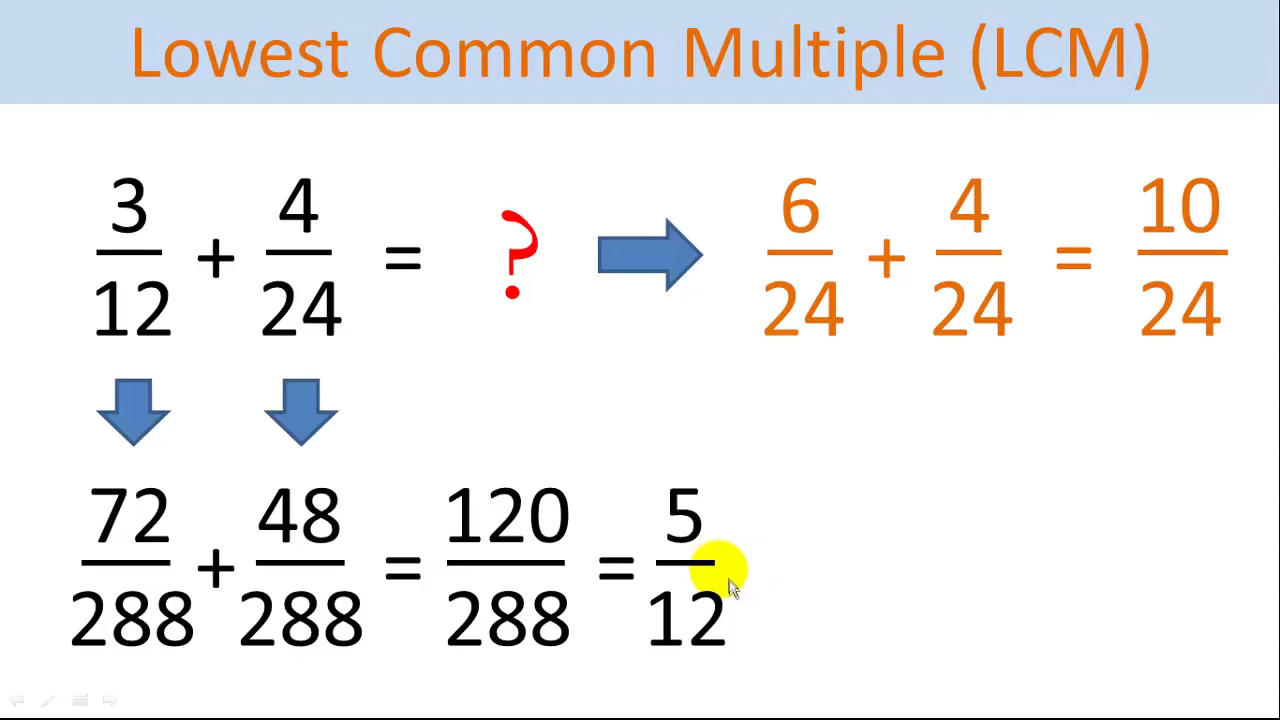 Lowest Common Multiple (LCM)
3/12 + 4/24 = ?
6/24 + 4/24 = 10/24
72/288 + 48/288 = 120/288 = 5/12